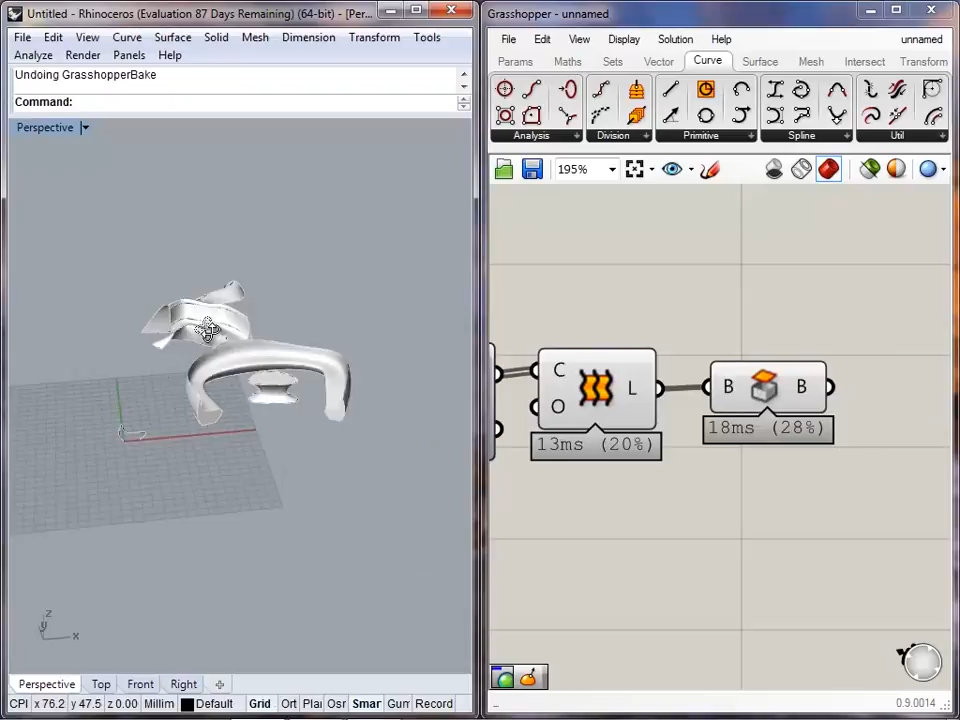 Untitled - Rhinoceros (Evaluation 87 Days Remaining) (64-bit) - [Per...
File Edit View Curve Surface Solid Mesh Dimension Transform Tools
Analyze Render Panels Help
Undoing GrasshopperBake
Command:
Perspective
z
y
x
Perspective Top Front Right
CPl x 76.2 y 47.5 z 0.00 Millim Default Grid Ort Plai Osr Smar Gum Record
Grasshopper - unnamed
File Edit View Display Solution Help unnamed
Params Maths Sets Vector Curve Surface Mesh Intersect Transform
Analysis Division Primitive Spline Util
195%
C
O
L
13ms (20%)
B B
18ms (28%)
0.9.0014